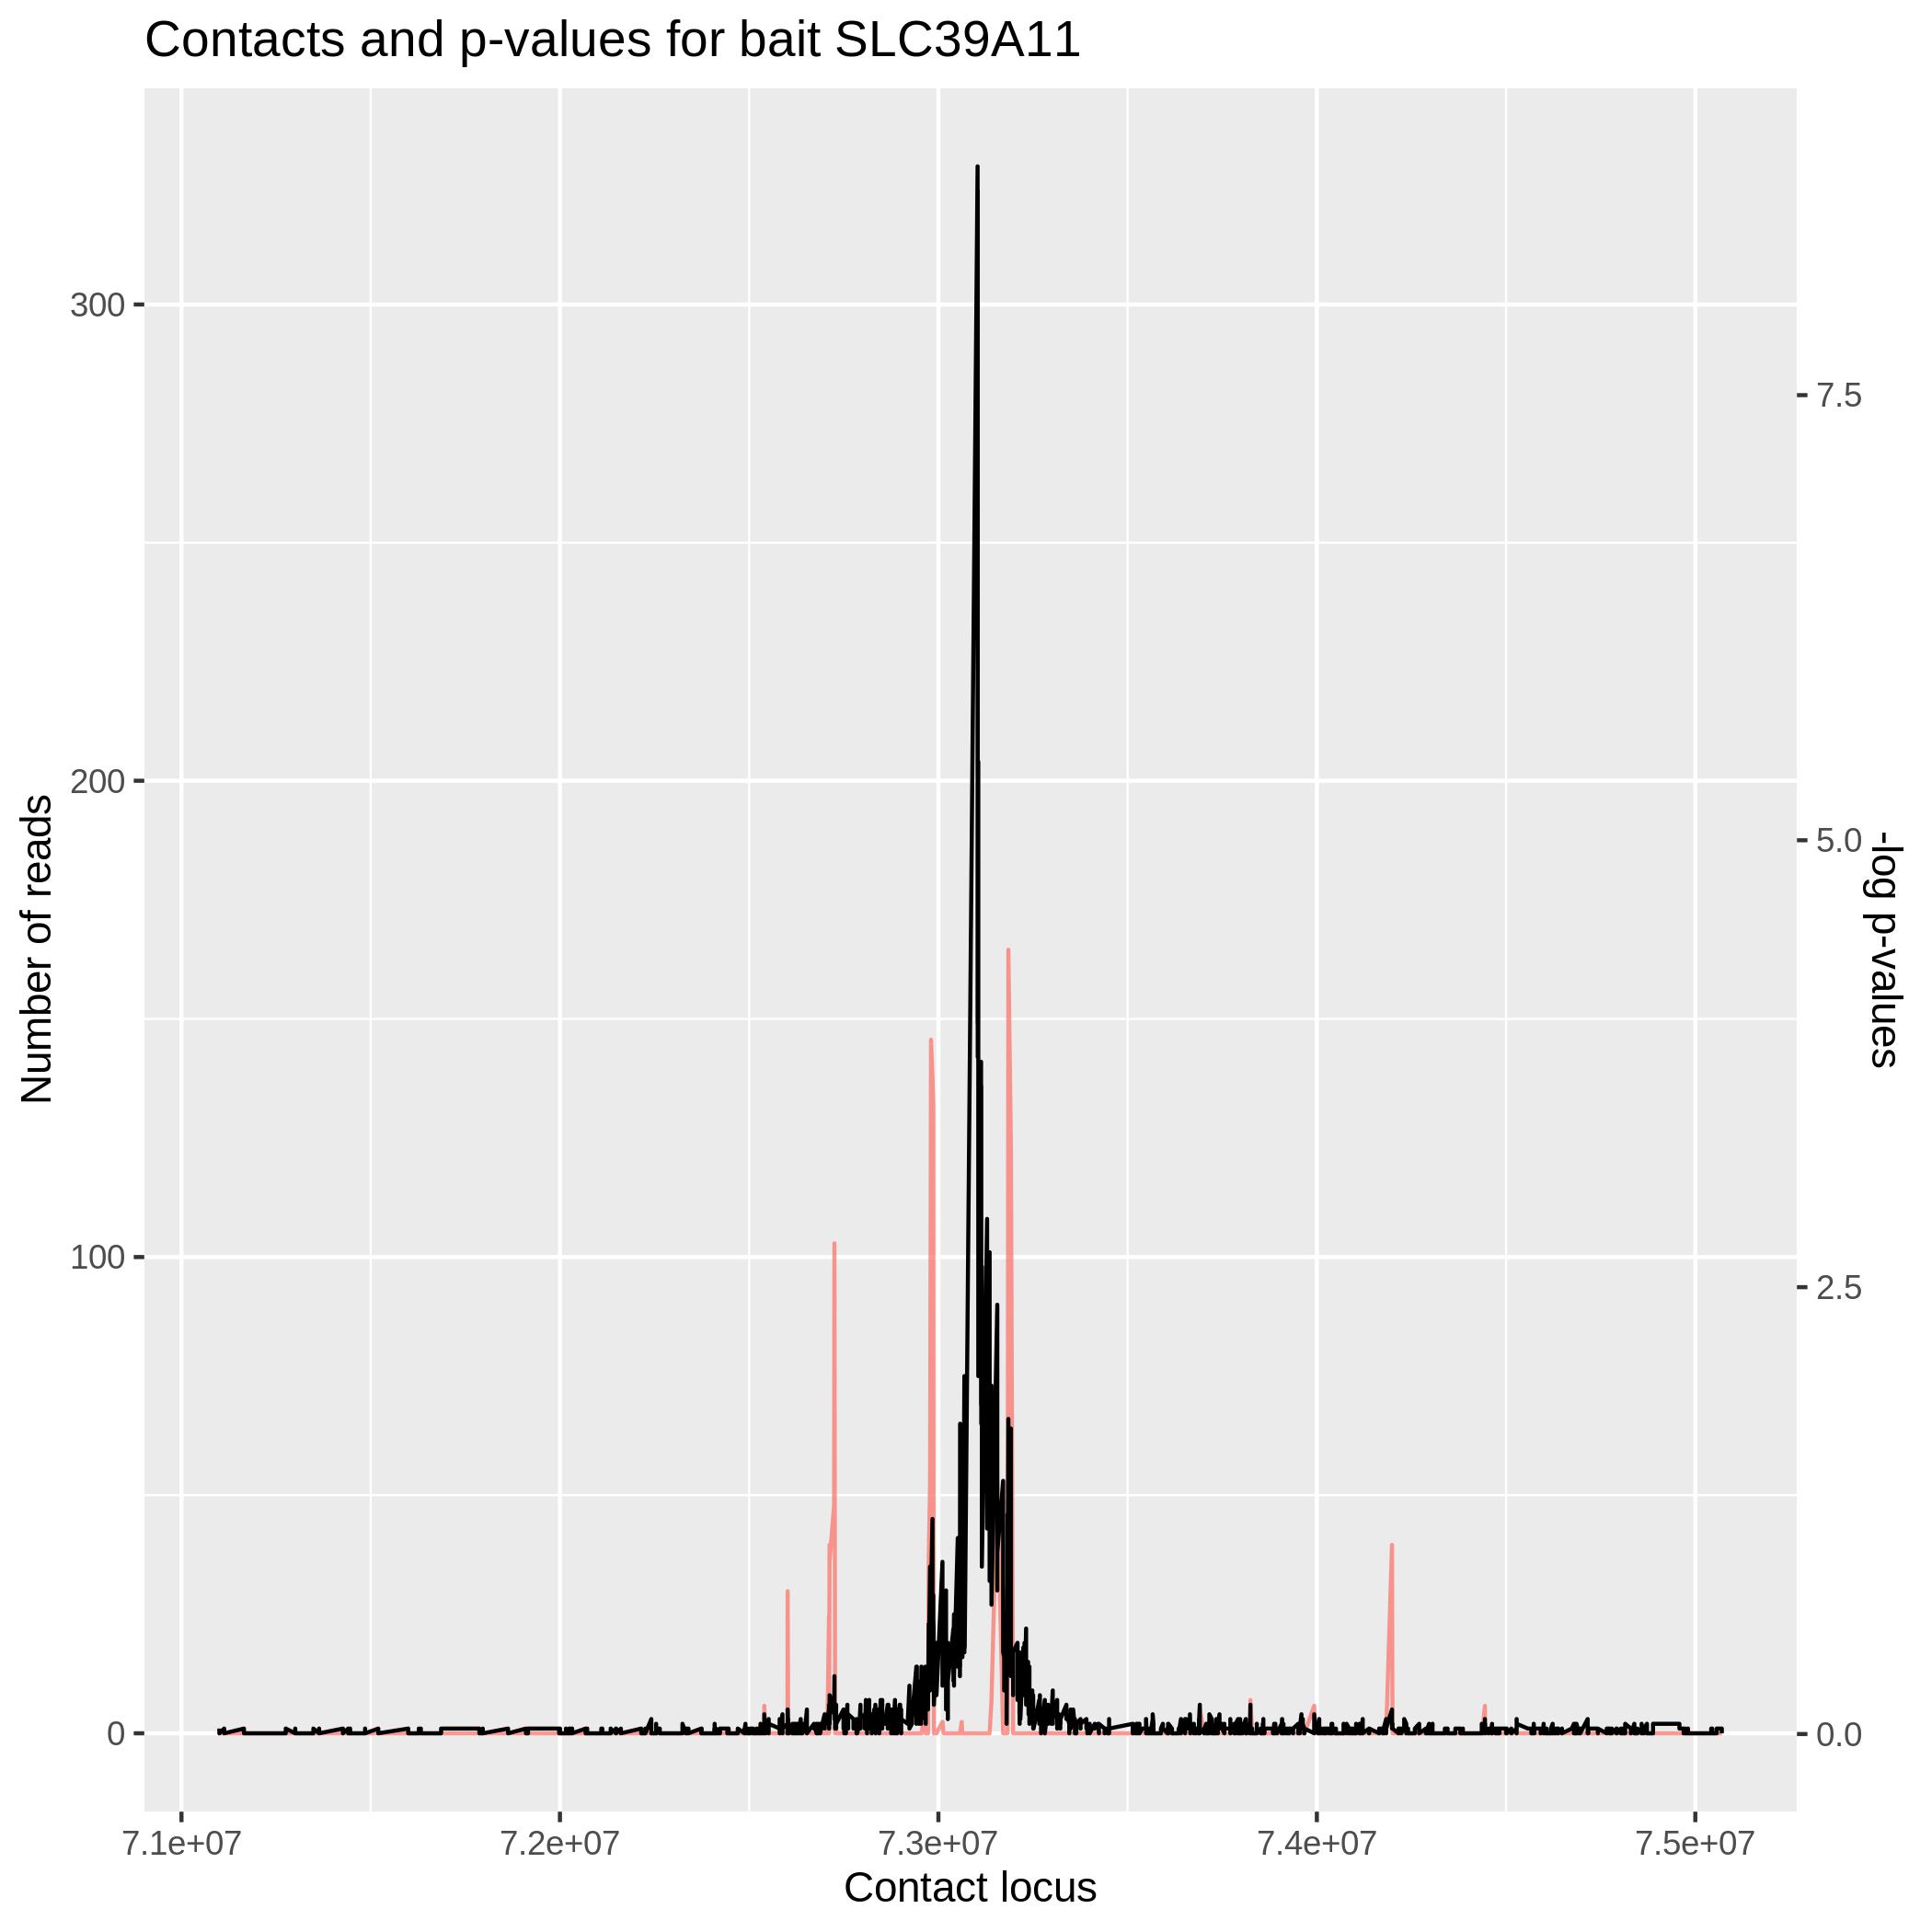 Contacts and p-values for bait SLC39A11
300
200
100
0
Number of reads
7.5
5.0
2.5
0.0
-log p-values
7.1e+07
7.2e+07
7.3e+07
7.4e+07
7.5e+07
Contact locus